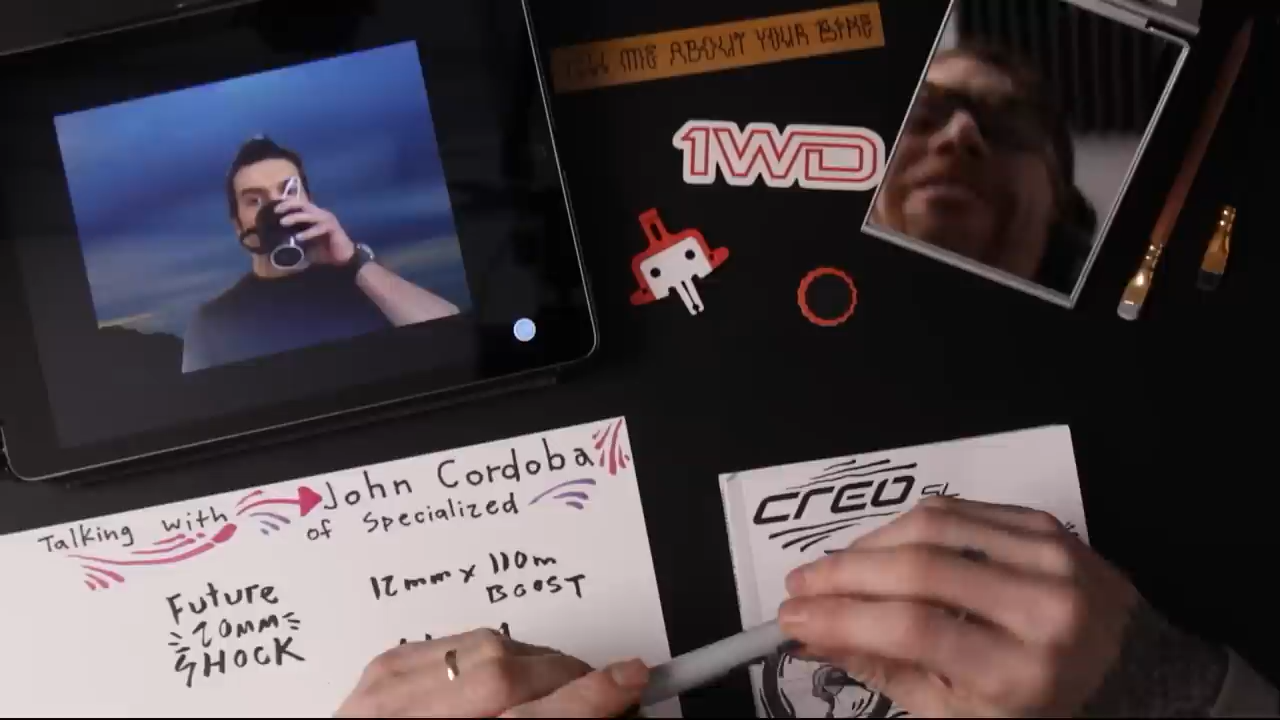 TELL ME ABOUT YOUR BIKE
1WD
Talking with John Cordoba
of Specialized
Future
20mm
SHOCK
12mm x 110m
BOOST
CREO SL